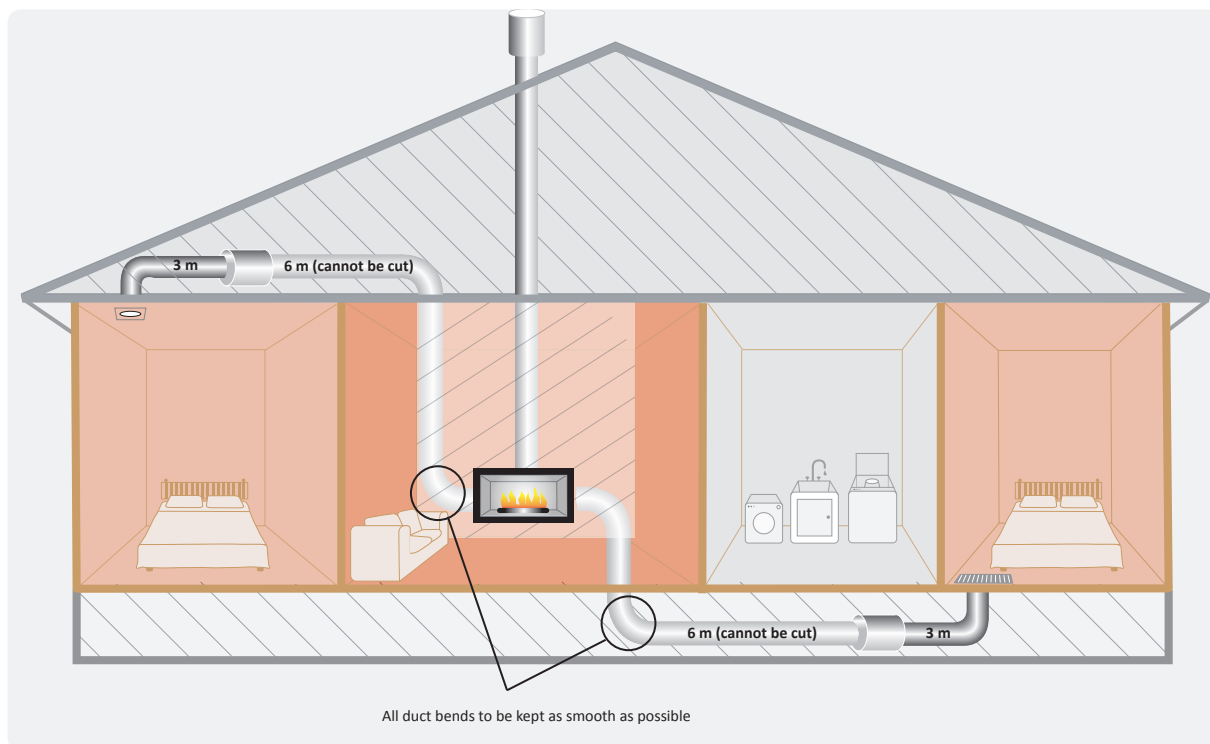 3 m
6 m (cannot be cut)
6 m (cannot be cut)
3 m
All duct bends to be kept as smooth as possible